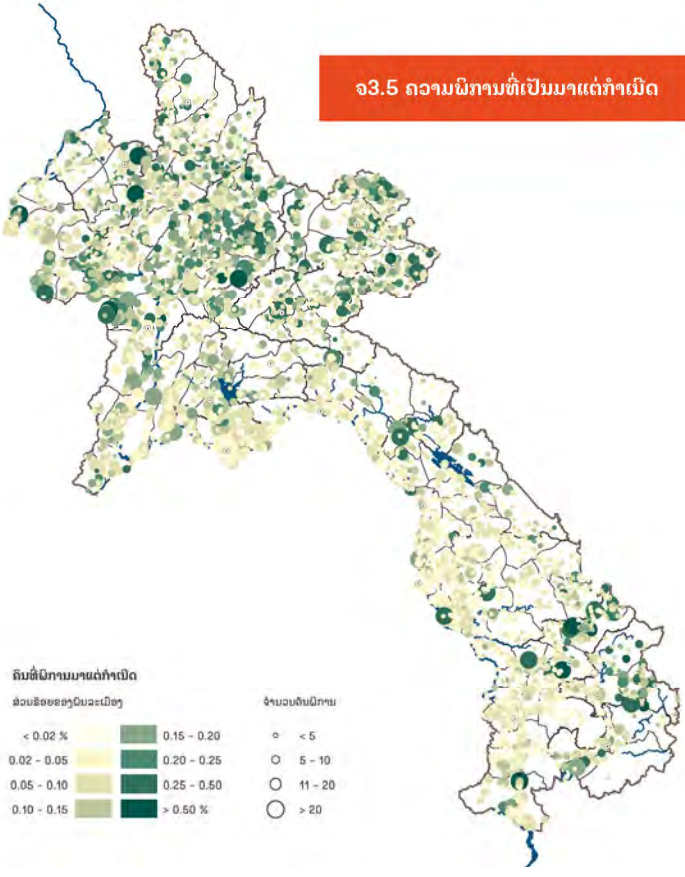 ຈ3.5 ຄວາມພິການທີ່ເປັນມາແຕ່ກຳເນີດ
ຄົນທີ່ພິການມາແຕ່ກຳເນີດ
ສ່ວນຮ້ອຍຂອງພົນລະເມືອງ
ຈຳນວນຄົນພິການ
< 0.02 %
0.15 - 0.20
< 5
0.02 - 0.05
0.20 - 0.25
5 - 10
0.05 - 0.10
0.25 - 0.50
11 - 20
0.10 - 0.15
> 0.50 %
> 20